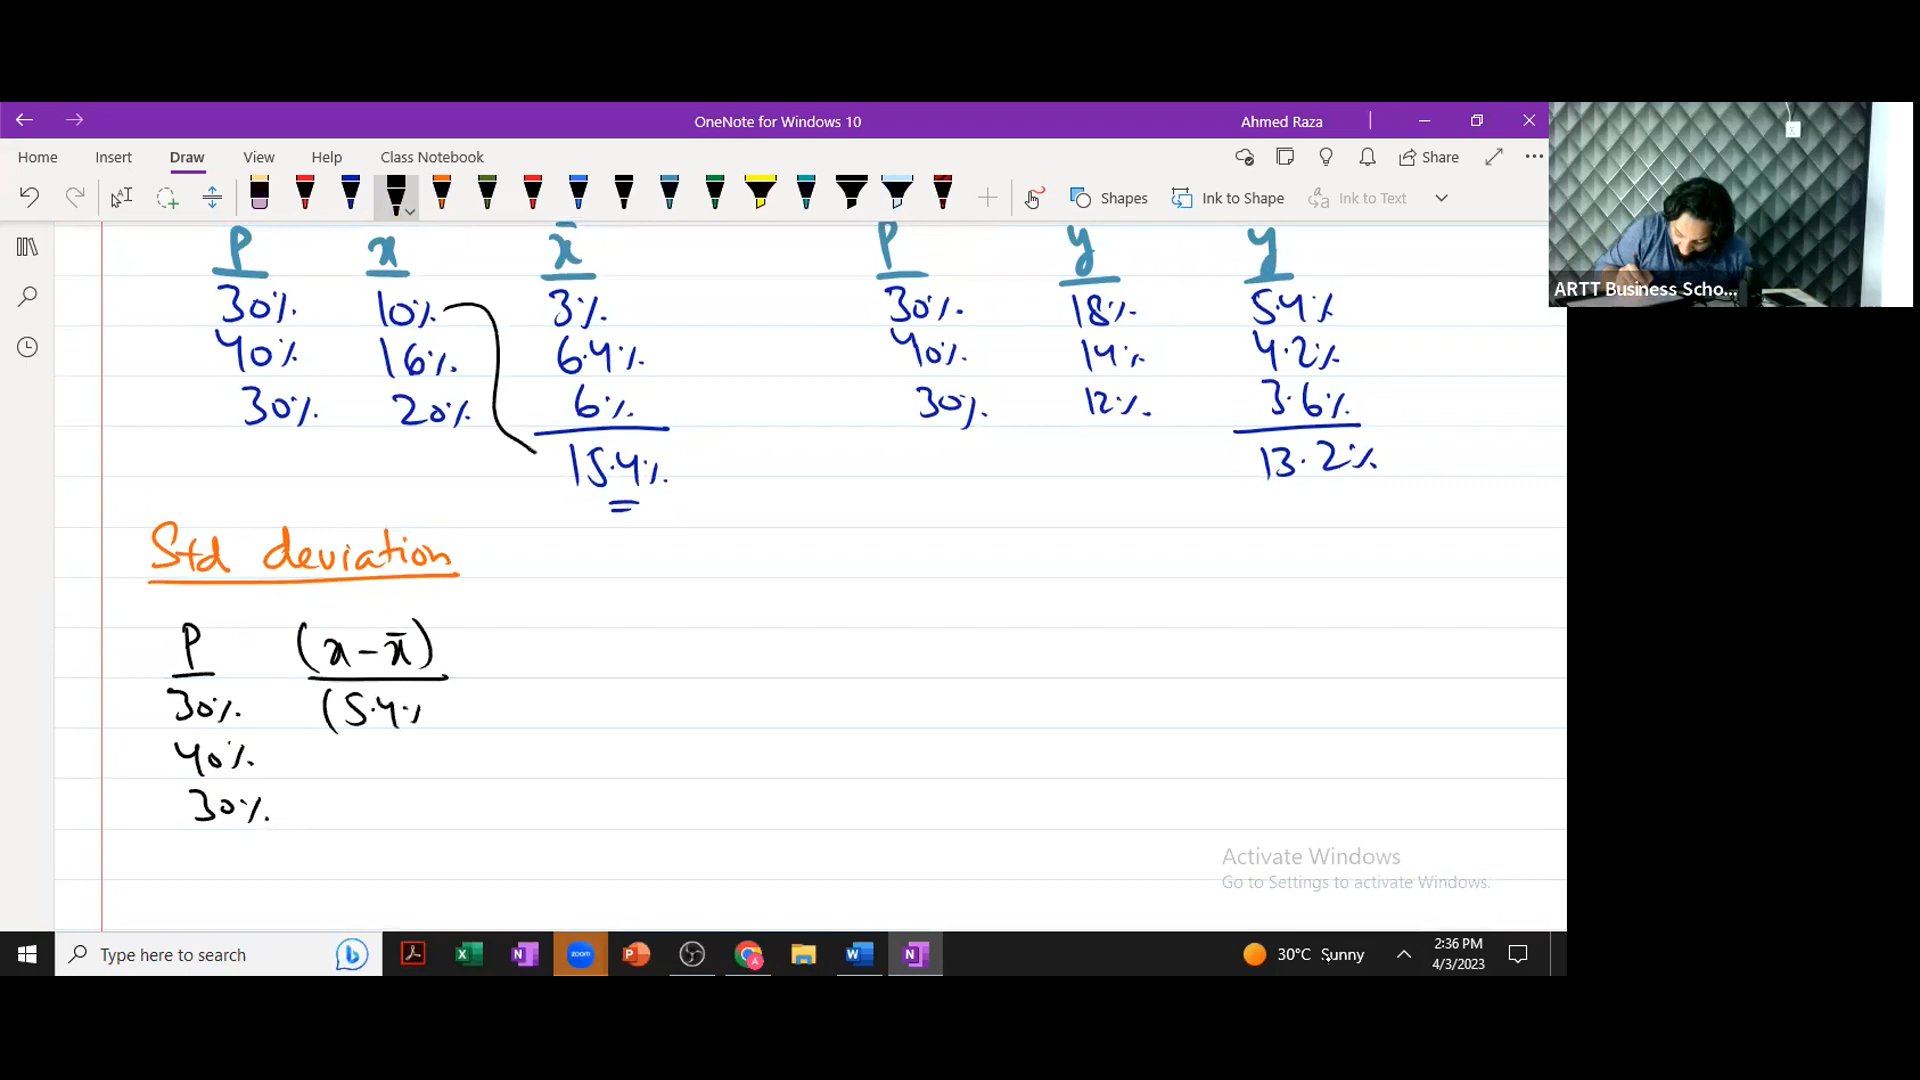 OneNote for Windows 10
Ahmed Raza
Home Insert Draw View Help Class Notebook
Share
Shapes Ink to Shape Ink to Text
P x x̄ P y y
30% 10% 3% 30% 18% 5.4%
40% 16% 6.4% 40% 14% 4.2%
30% 20% 6% 30% 12% 3.6%
15.4% 13.2%
Std deviation
P (x - x̄)
30% (5.4%
40%
30%
ARTT Business Scho...
Activate Windows
Go to Settings to activate Windows.
Type here to search
zoom
30°C Sunny
2:36 PM
4/3/2023